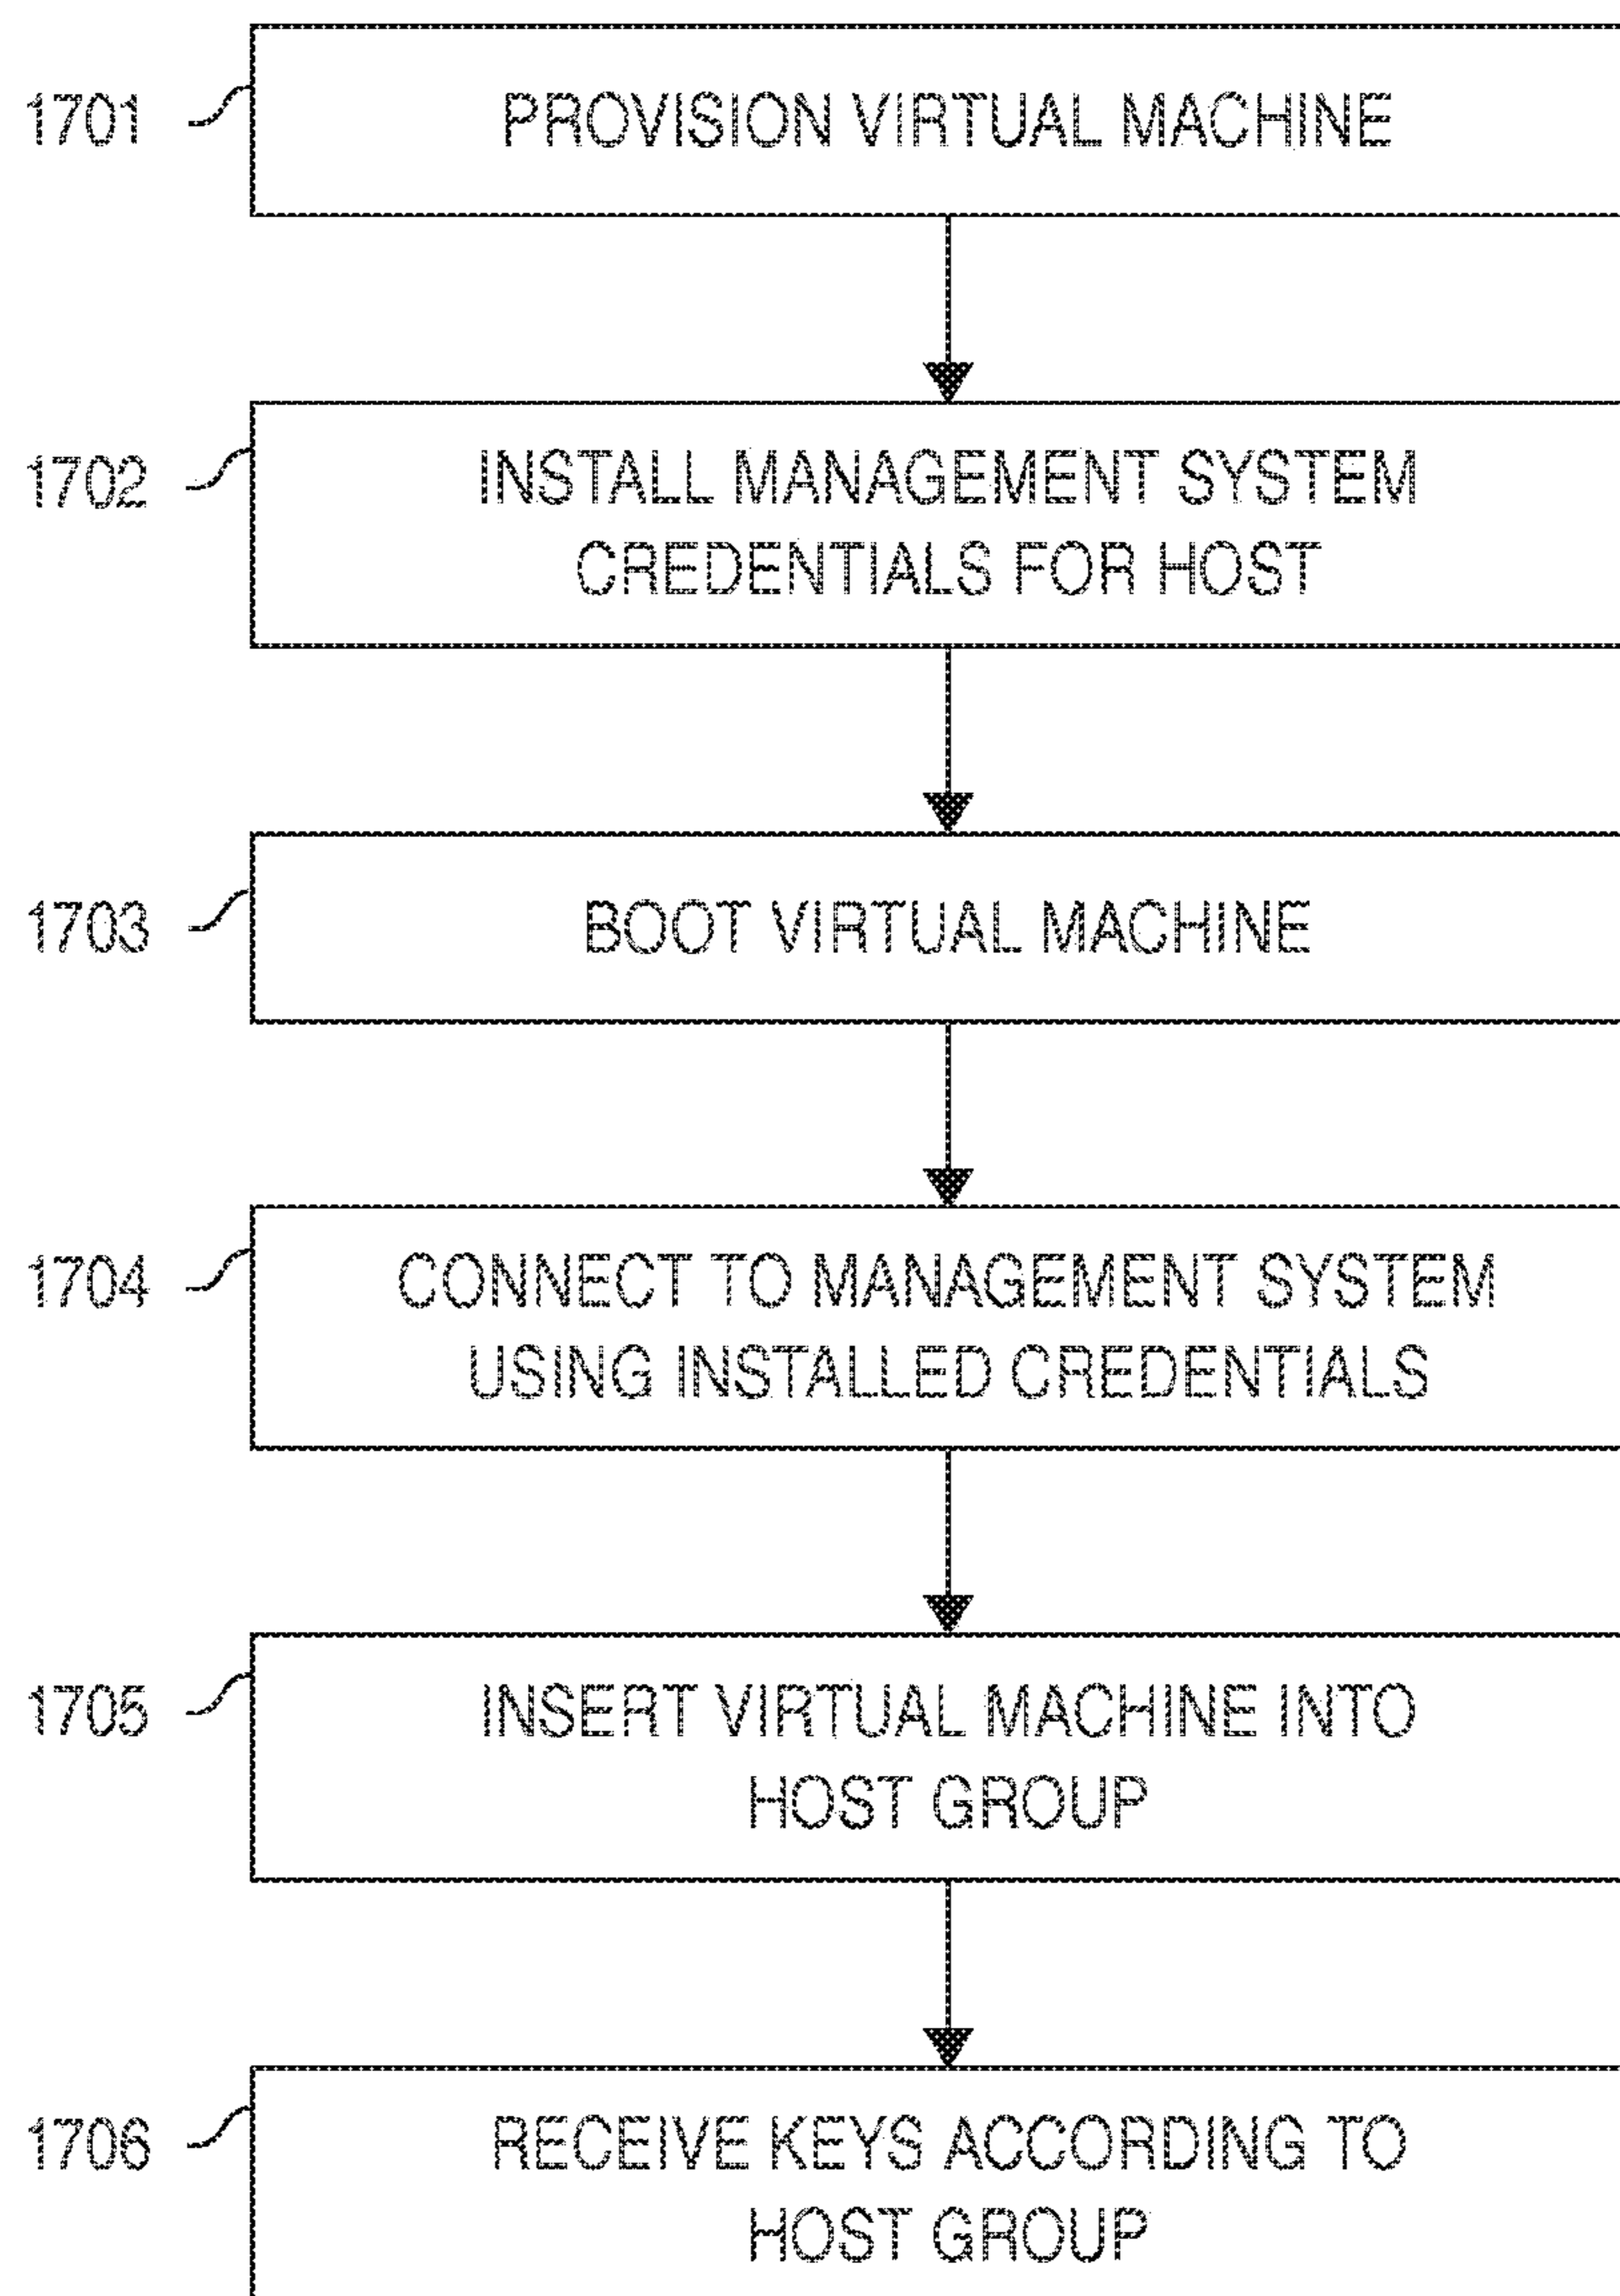 1701
PROVISION VIRTUAL MACHINE
1702
INSTALL MANAGEMENT SYSTEM
CREDENTIALS FOR HOST
1703
BOOT VIRTUAL MACHINE
1704
CONNECT TO MANAGEMENT SYSTEM
USING INSTALLED CREDENTIALS
1705
INSERT VIRTUAL MACHINE INTO
HOST GROUP
1706
RECEIVE KEYS ACCORDING TO
HOST GROUP